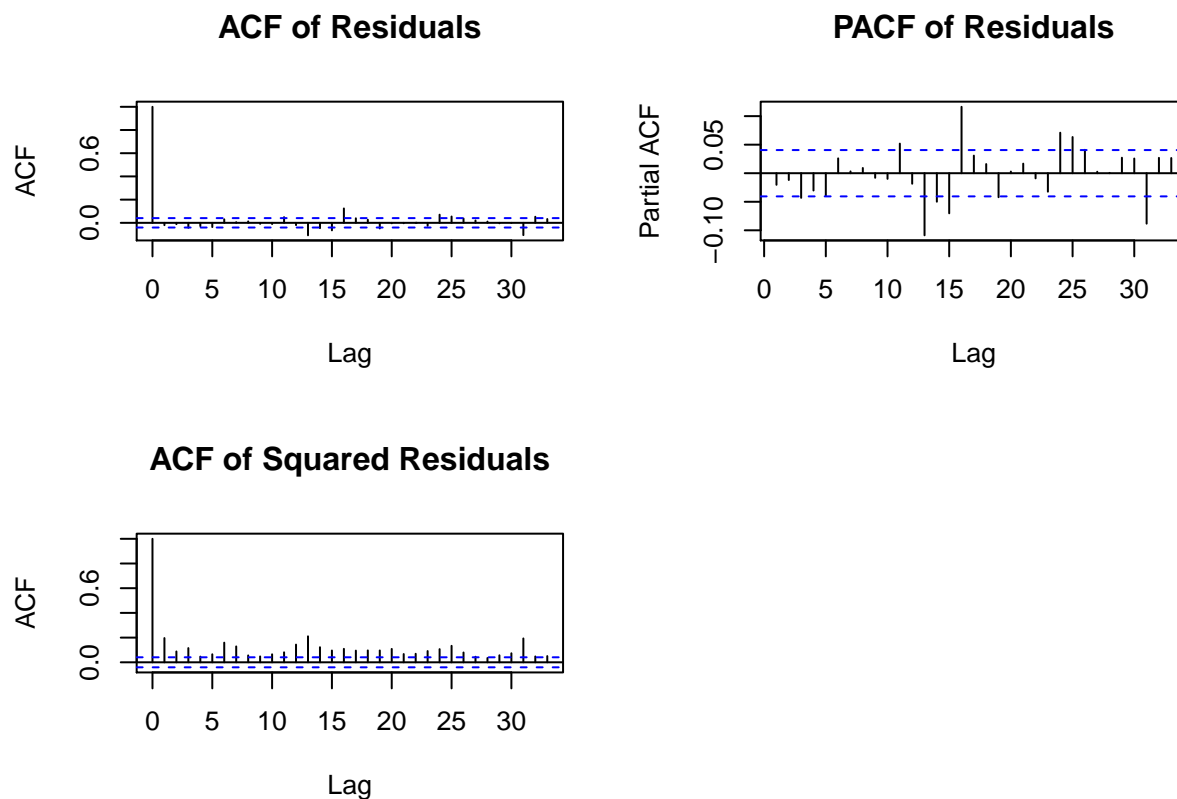 ACF of Residuals
ACF
0.0 0.6
0 5 10 15 20 25 30
Lag
PACF of Residuals
Partial ACF
−0.10 0.05
0 5 10 15 20 25 30
Lag
ACF of Squared Residuals
ACF
0.0 0.6
0 5 10 15 20 25 30
Lag